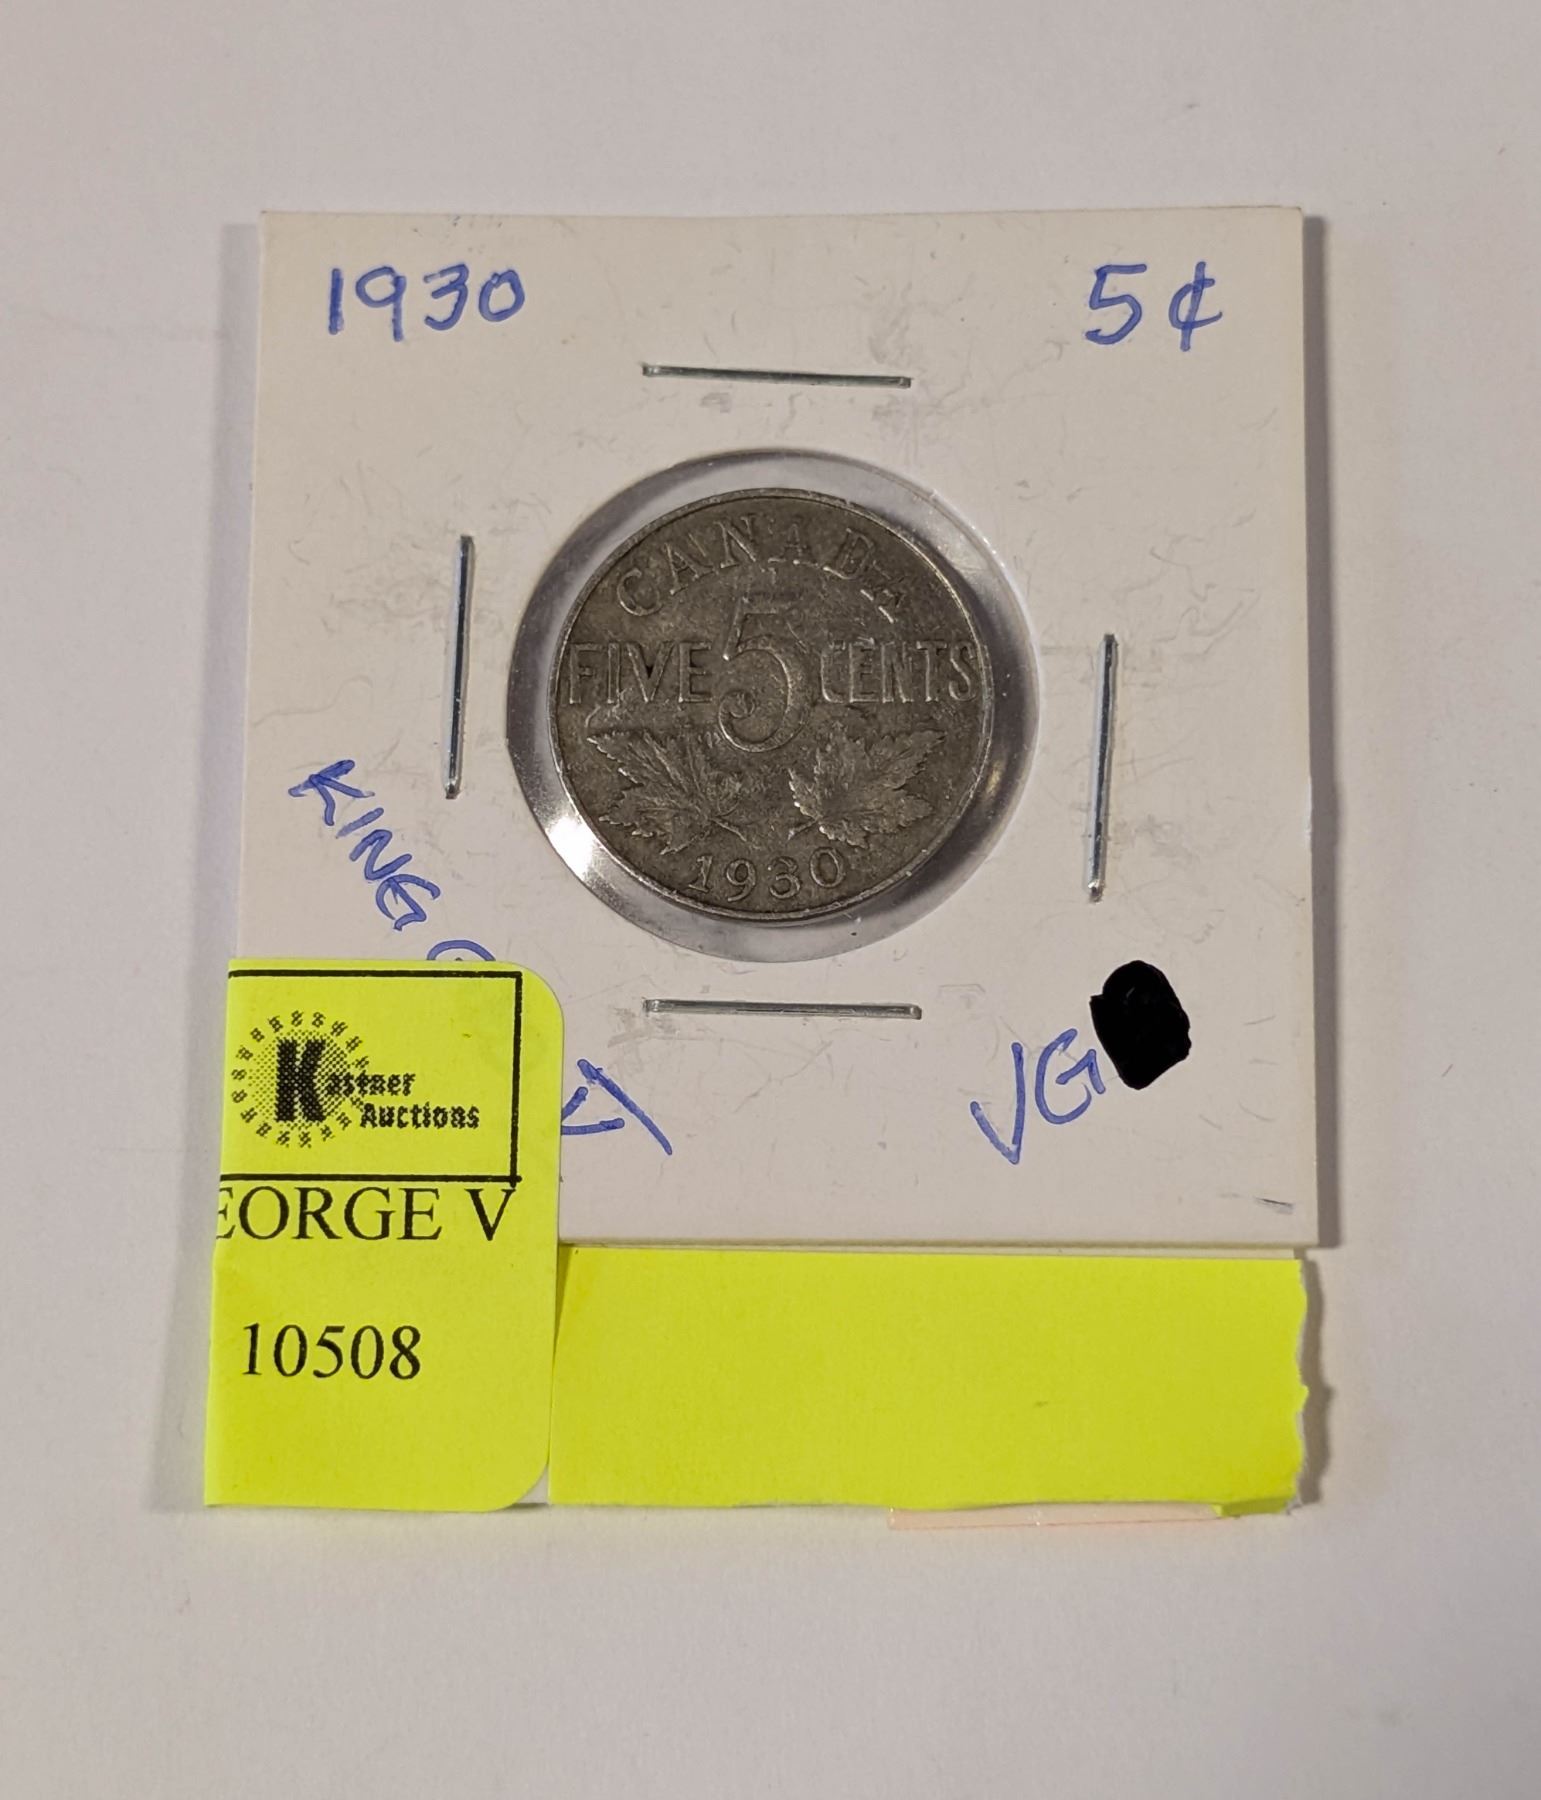 1930 5¢
CANADA
FIVE 5 CENTS
1930
KING
VG
Kastner
Auctions
EORGE V
10508